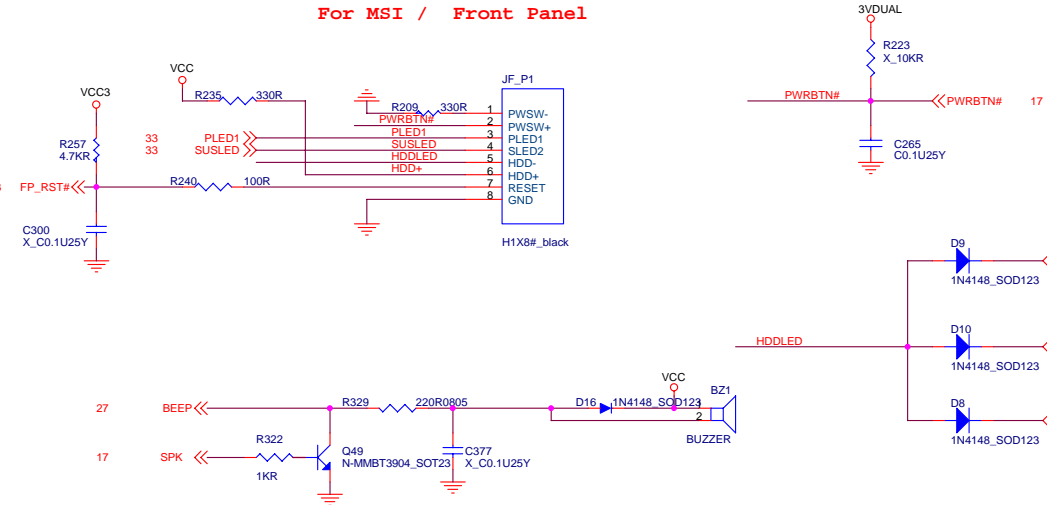 For MSI /  Front Panel
3VDUAL
R223
X_10KR
PWRBTN#
PWRBTN#
17
C265
C0.1U25Y
VCC
R235
330R
VCC3
R257
4.7KR
33
PLED1
33
SUSLED
FP_RST#
R240
100R
C300
X_C0.1U25Y
JF_P1
R209
330R
PWRBTN#
PLED1
SUSLED
HDDLED
HDD+
1
PWSW-
2
PWSW+
3
PLED1
4
SLED2
5
HDD-
6
HDD+
7
RESET
8
GND
H1X8#_black
D9
1N4148_SOD123
HDDLED
D10
1N4148_SOD123
D8
1N4148_SOD123
27
BEEP
R329
220R0805
D16
1N4148_SOD123
VCC
BZ1
2
BUZZER
17
SPK
R322
1KR
Q49
N-MMBT3904_SOT23
C377
X_C0.1U25Y